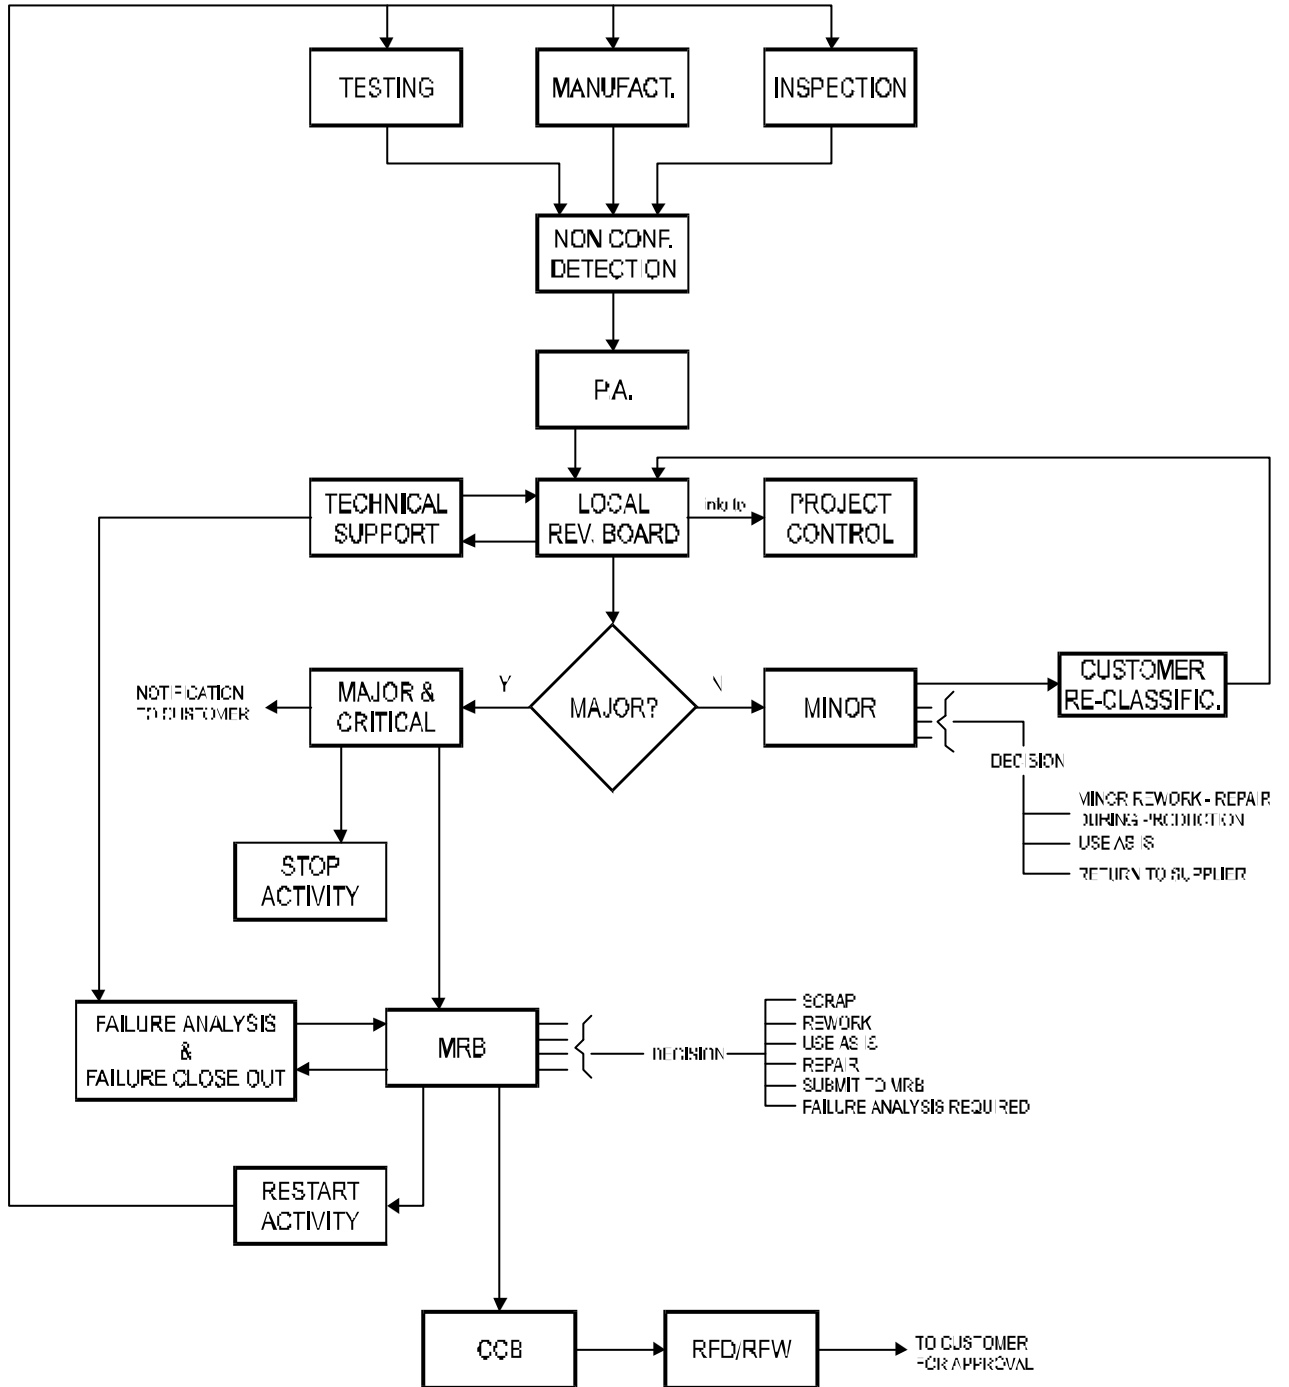 TESTING
MANUFACT.
INSPECTION
NON CONF.
DETECTION
P.A.
TECHNICAL
SUPPORT
LOCAL
REV. BOARD
info to
PROJECT
CONTROL
NOTIFICATION
TO CUSTOMER
MAJOR &
CRITICAL
Y
MAJOR?
N
MINOR
CUSTOMER
RE-CLASSIFIC.
DECISION
MINOR REWORK - REPAIR
DURING PRODUCTION
USE AS IS
RETURN TO SUPPLIER
STOP
ACTIVITY
FAILURE ANALYSIS
&
FAILURE CLOSE OUT
MRB
DECISION
SCRAP
REWORK
USE AS IS
REPAIR
SUBMIT TO MRB
FAILURE ANALYSIS REQUIRED
RESTART
ACTIVITY
CCB
RFD/RFW
TO CUSTOMER
FOR APPROVAL